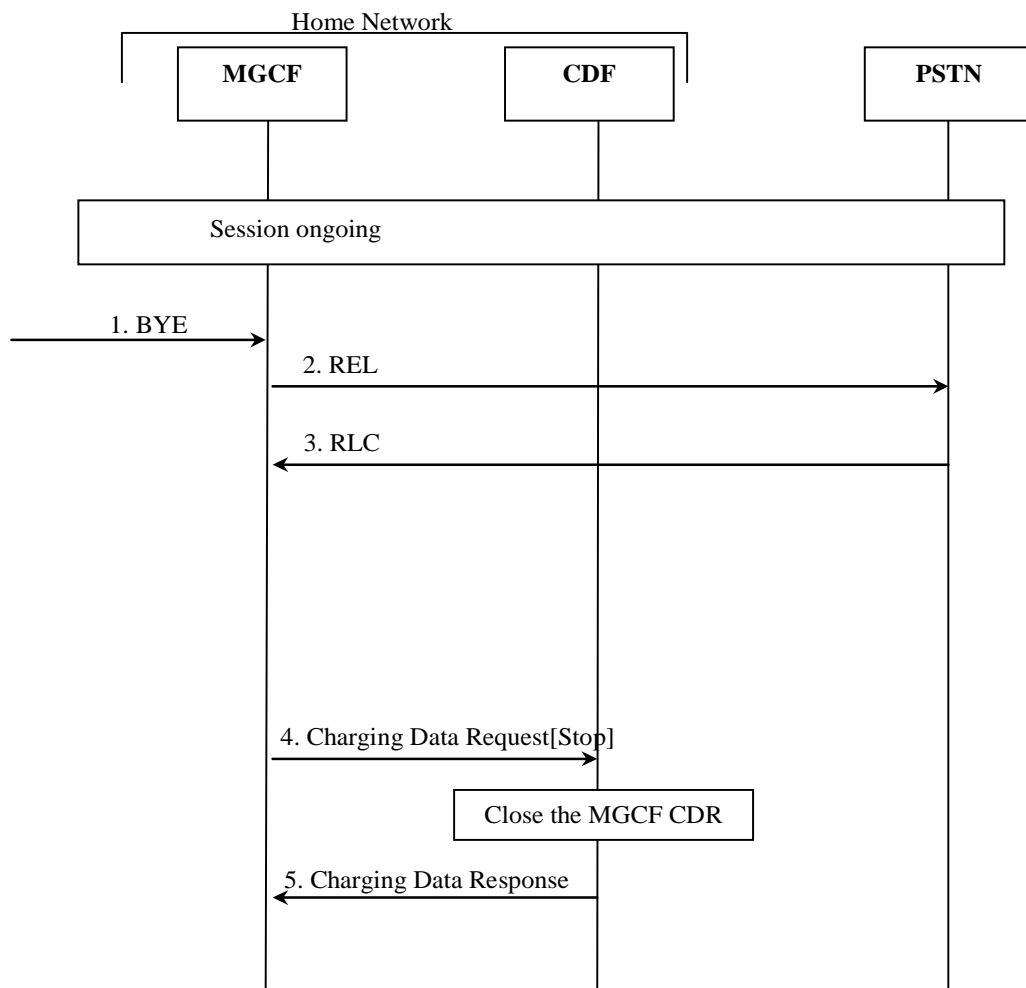 Home Network
MGCF
CDF
PSTN
Session ongoing
1. BYE
2. REL
3. RLC
4. Charging Data Request[Stop]
Close the MGCF CDR
5. Charging Data Response